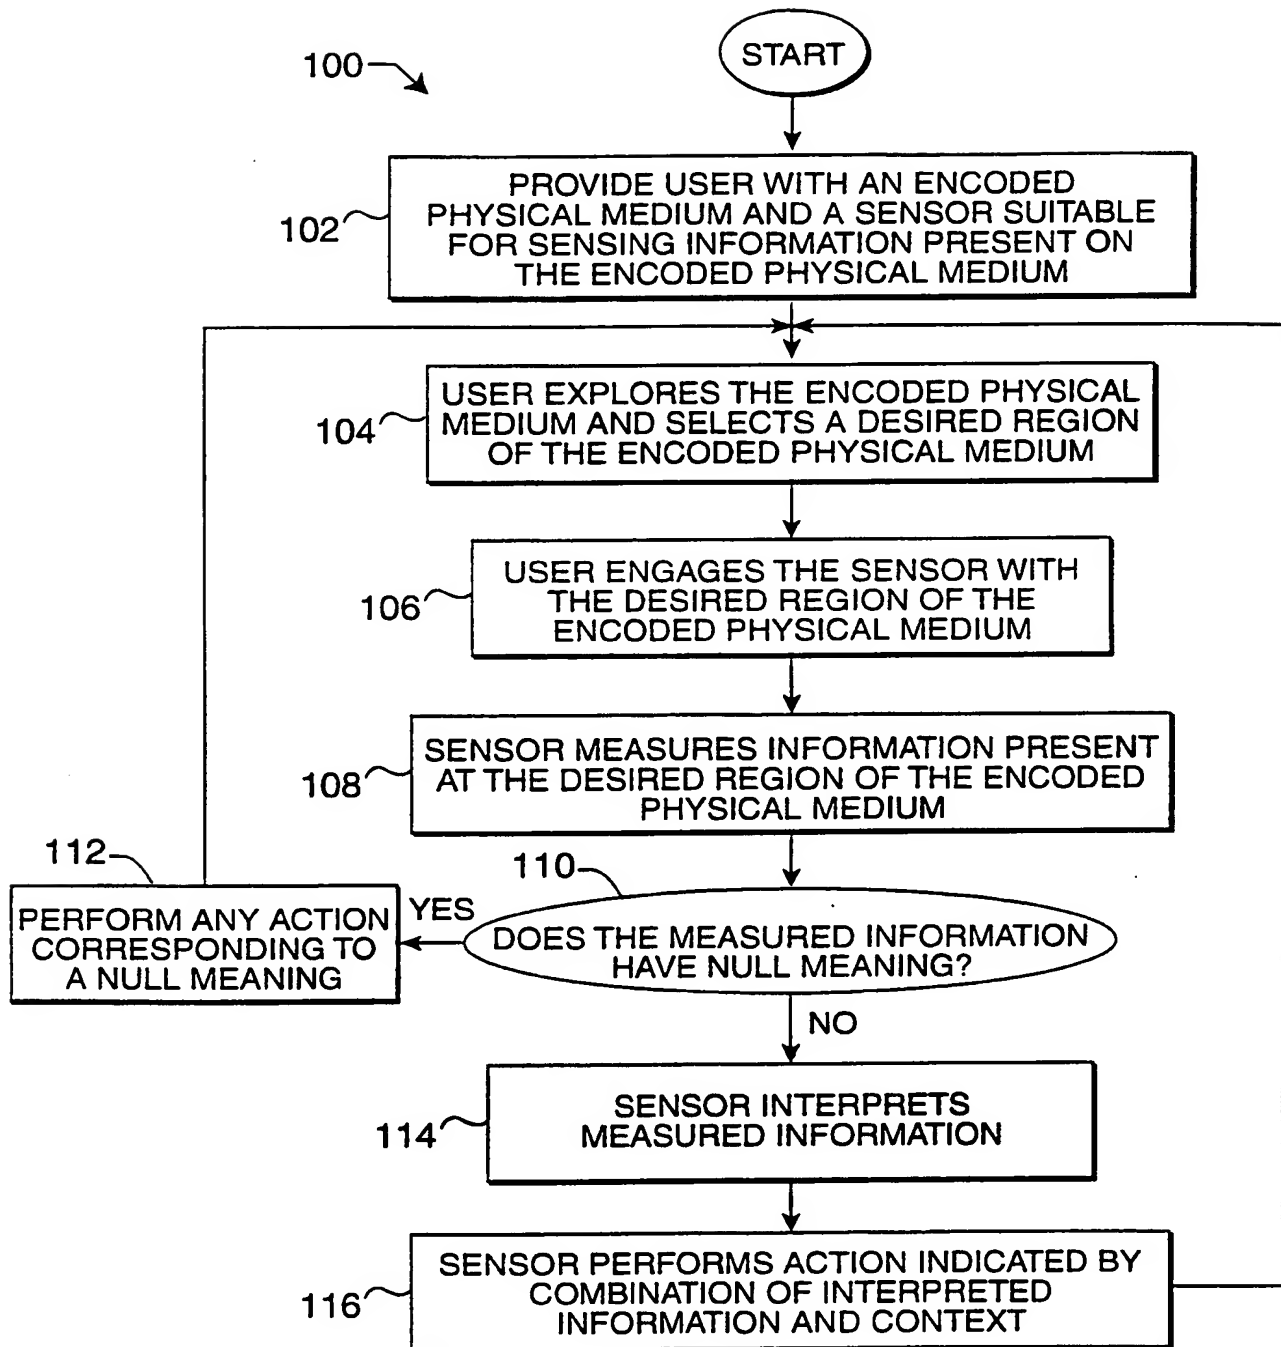 START
100
PROVIDE USER WITH AN ENCODED
PHYSICAL MEDIUM AND A SENSOR SUITABLE
FOR SENSING INFORMATION PRESENT ON
THE ENCODED PHYSICAL MEDIUM
102
USER EXPLORES THE ENCODED PHYSICAL
MEDIUM AND SELECTS A DESIRED REGION
OF THE ENCODED PHYSICAL MEDIUM
104
USER ENGAGES THE SENSOR WITH
THE DESIRED REGION OF THE
ENCODED PHYSICAL MEDIUM
106
SENSOR MEASURES INFORMATION PRESENT
AT THE DESIRED REGION OF THE ENCODED
PHYSICAL MEDIUM
108
112
110
PERFORM ANY ACTION
CORRESPONDING TO
A NULL MEANING
YES
DOES THE MEASURED INFORMATION
HAVE NULL MEANING?
NO
SENSOR INTERPRETS
MEASURED INFORMATION
114
SENSOR PERFORMS ACTION INDICATED BY
COMBINATION OF INTERPRETED
INFORMATION AND CONTEXT
116